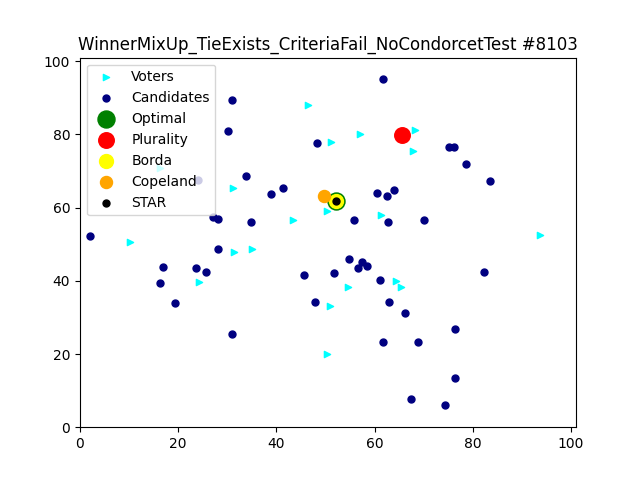 WinnerMixUp_TieExists_CriteriaFail_NoCondorcetTest #8103
100
80
60
40
20
0
Voters
Candidates
Optimal
Plurality
Borda
Copeland
STAR
0 20 40 60 80 100